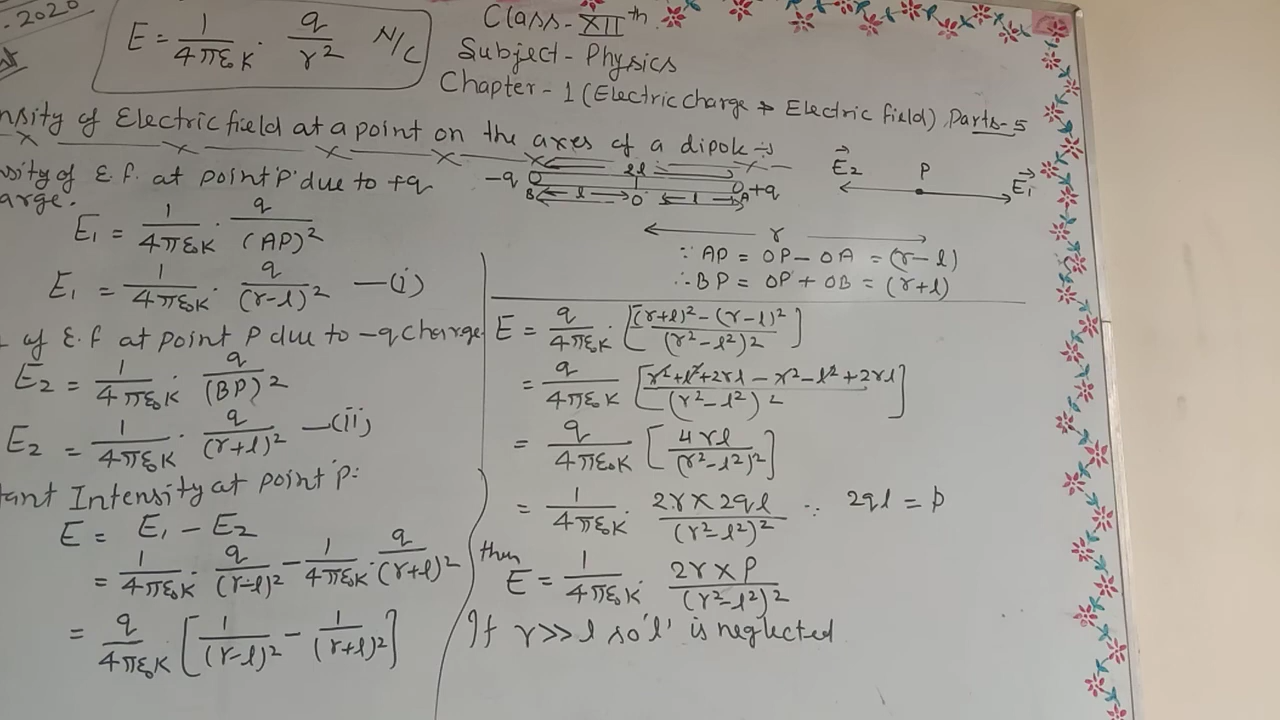 .2020
E = 1/4πε₀K · q/r² N/C
Class - XIIth
Subject - Physics
Chapter - 1 (Electric charge & Electric field) Parts - 5
nsity of Electric field at a point on the axes of a dipole :-
sity of E.f. at point 'P' due to +q
arge.
-q 2l +q
B l O l A
E⃗₂ P E⃗₁
r
E₁ = 1/4πε₀K · q/(AP)²
E₁ = 1/4πε₀K · q/(r-l)² —(i)
of E.f at point P due to -q charge
E₂ = 1/4πε₀K · q/(BP)²
E₂ = 1/4πε₀K · q/(r+l)² —(ii)
tant Intensity at point 'P' :-
E = E₁ - E₂
= 1/4πε₀K · q/(r-l)² - 1/4πε₀K · q/(r+l)²
= q/4πε₀K [1/(r-l)² - 1/(r+l)²]
∵ AP = OP - OA = (r-l)
∴ BP = OP + OB = (r+l)
E = q/4πε₀K · [(r+l)² - (r-l)²/(r²-l²)²]
= q/4πε₀K [r²+l²+2rl - r²-l²+2rl/(r²-l²)²]
= q/4πε₀K [4rl/(r²-l²)²]
= 1/4πε₀K · 2r×2ql/(r²-l²)² ∵ 2ql = p
then
E = 1/4πε₀K · 2r×P/(r²-l²)²
If r>>l so 'l' is neglected